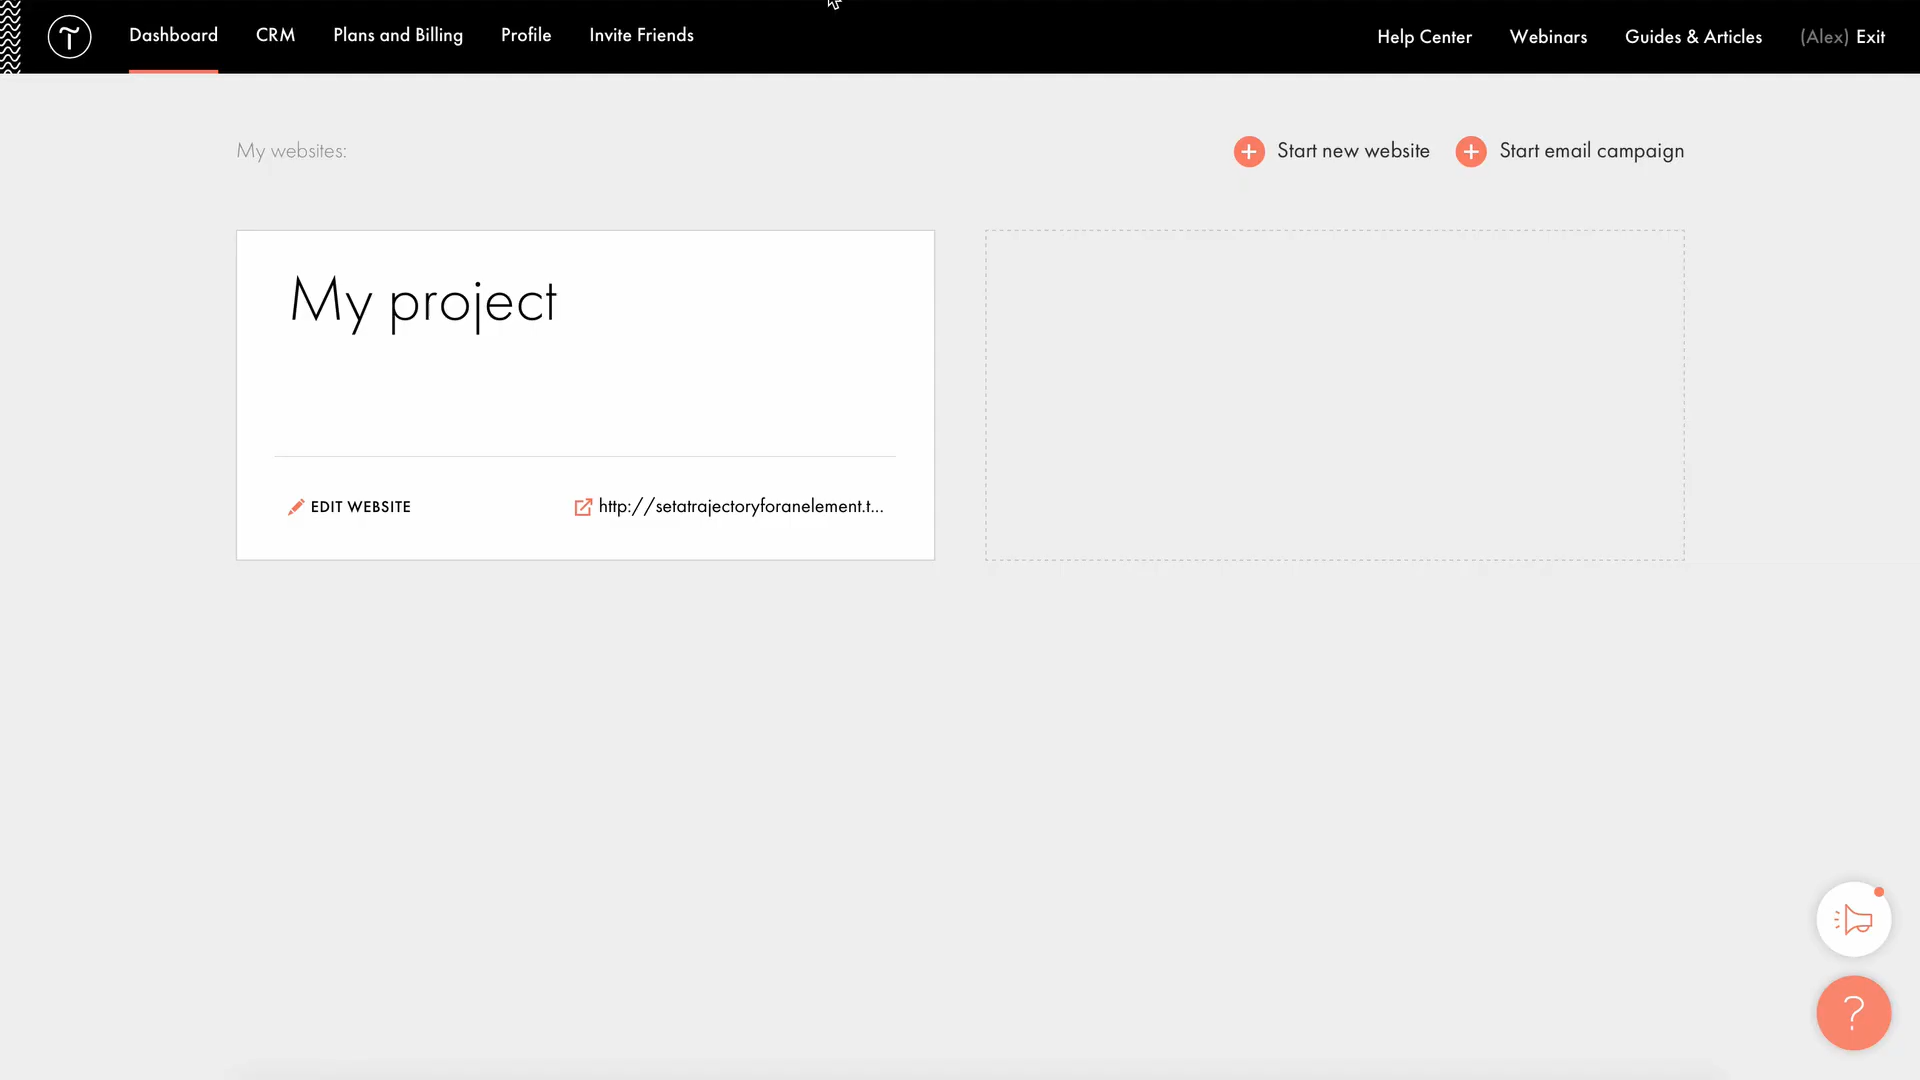 Dashboard CRM Plans and Billing Profile Invite Friends Help Center Webinars Guides & Articles (Alex) Exit
My websites: Start new website Start email campaign
My project
EDIT WEBSITE http://setatrajectoryforanelement.t...
?